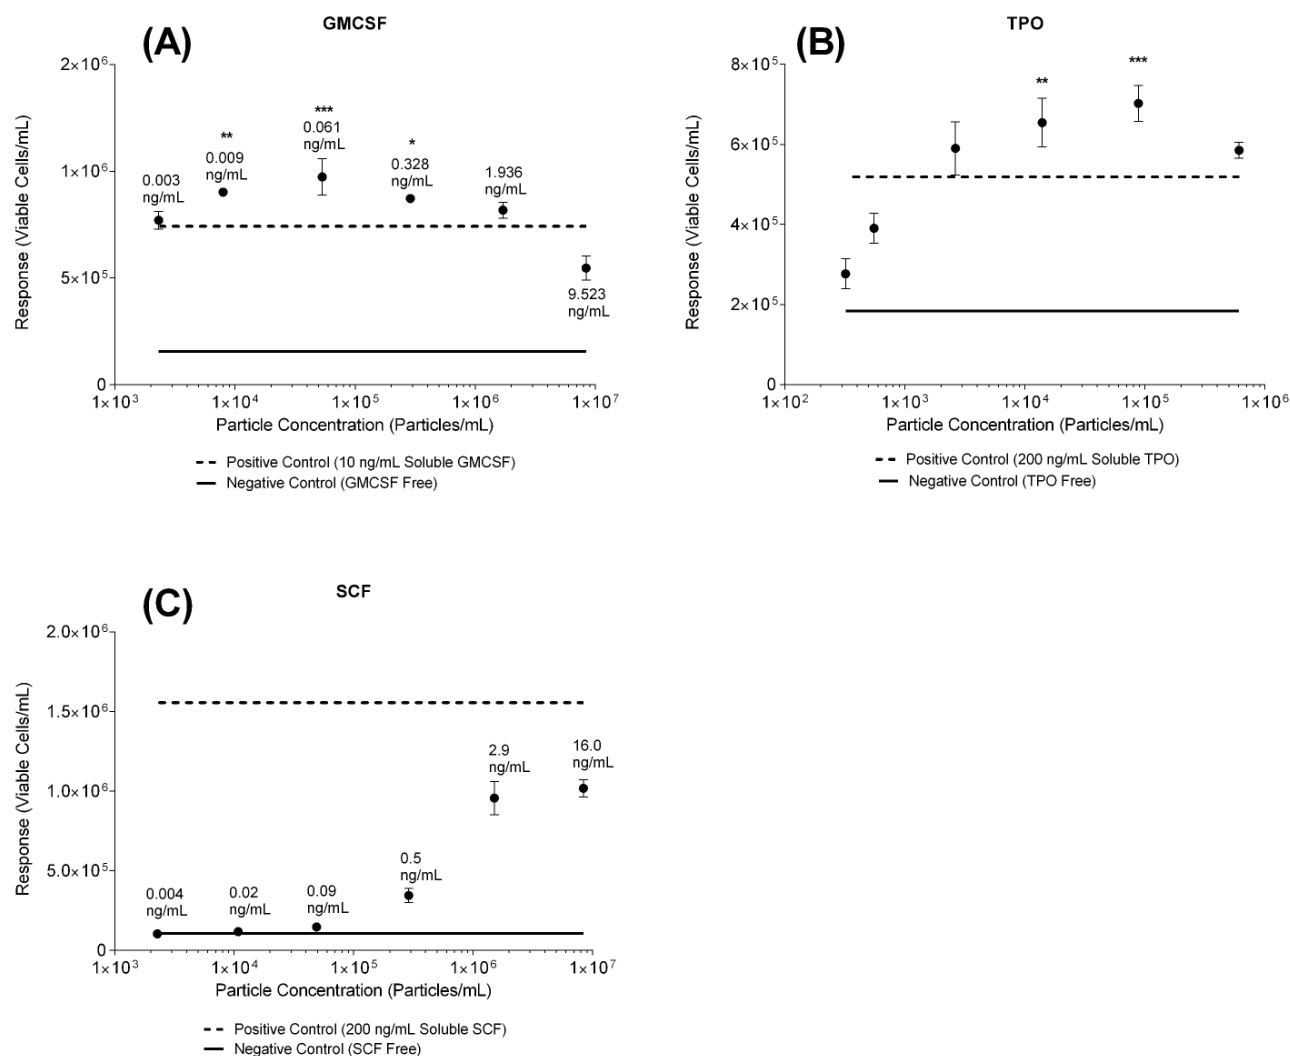 (A)
GMCSF
2×10⁶
1×10⁶
5×10⁵
0
Response (Viable Cells/mL)
0.003
ng/mL
**
0.009
ng/mL
***
0.061
ng/mL
*
0.328
ng/mL
1.936
ng/mL
9.523
ng/mL
1×10³
1×10⁴
1×10⁵
1×10⁶
1×10⁷
Particle Concentration (Particles/mL)
Positive Control (10 ng/mL Soluble GMCSF)
Negative Control (GMCSF Free)
(B)
TPO
8×10⁵
6×10⁵
4×10⁵
2×10⁵
0
Response (Viable Cells/mL)
**
***
1×10²
1×10³
1×10⁴
1×10⁵
1×10⁶
Particle Concentration (Particles/mL)
Positive Control (200 ng/mL Soluble TPO)
Negative Control (TPO Free)
(C)
SCF
2.0×10⁶
1.5×10⁶
1.0×10⁶
5.0×10⁵
0
Response (Viable Cells/mL)
0.004
ng/mL
0.02
ng/mL
0.09
ng/mL
0.5
ng/mL
2.9
ng/mL
16.0
ng/mL
1×10³
1×10⁴
1×10⁵
1×10⁶
1×10⁷
Particle Concentration (Particles/mL)
Positive Control (200 ng/mL Soluble SCF)
Negative Control (SCF Free)